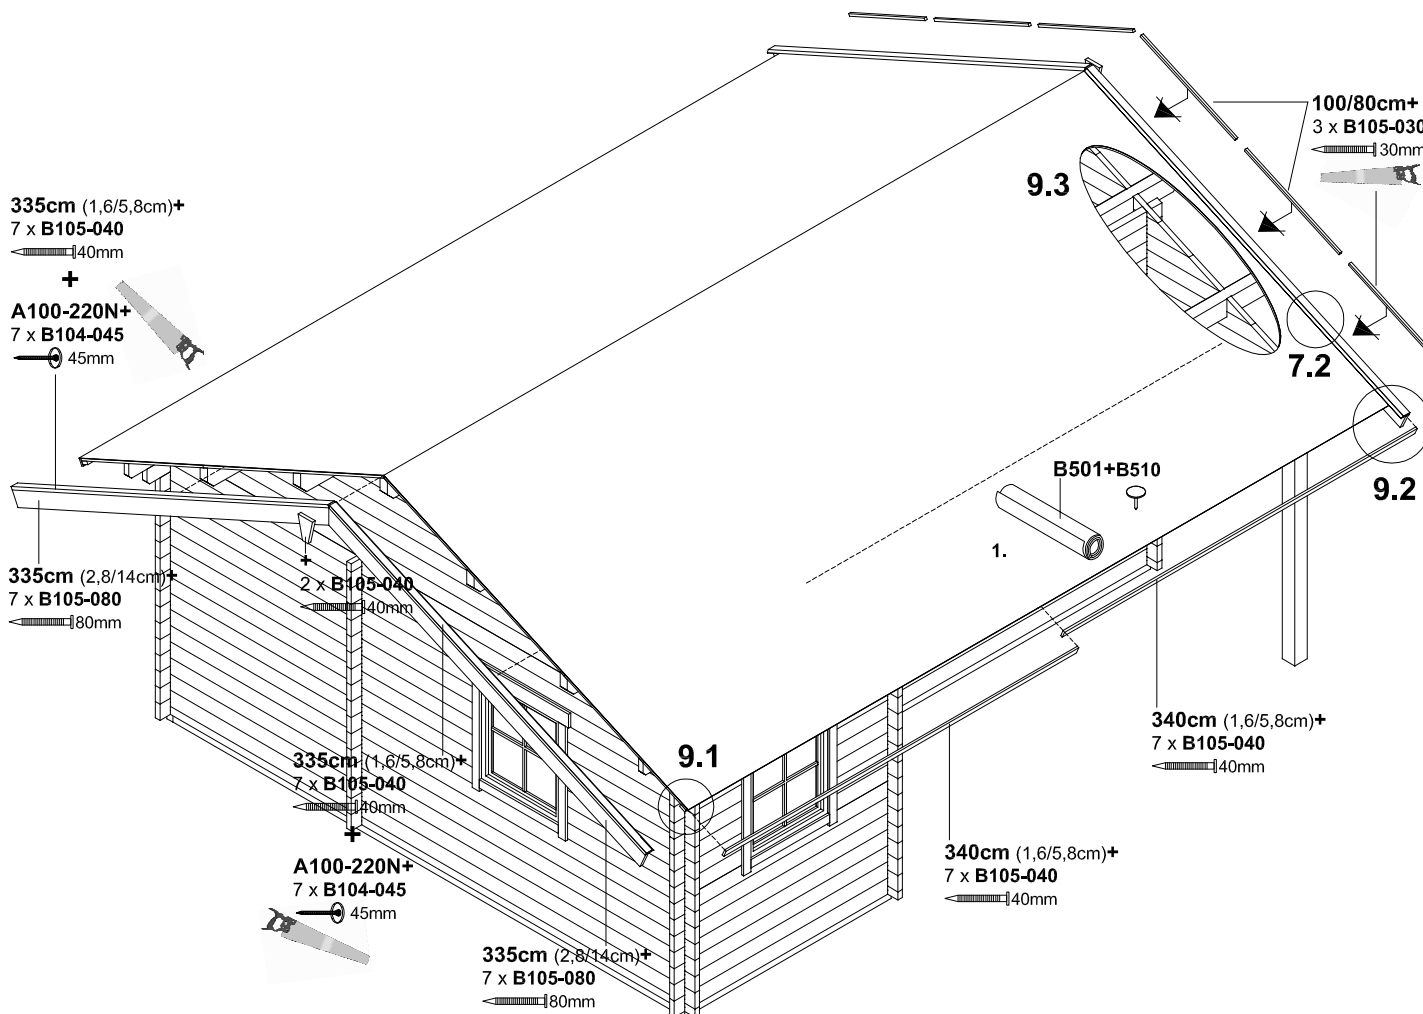 100/80cm+
3 x B105-030
30mm
9.3
335cm (1,6/5,8cm)+
7 x B105-040
40mm
+
A100-220N+
7 x B104-045
45mm
7.2
B501+B510
9.2
1.
335cm (2,8/14cm)+
7 x B105-080
80mm
+
2 x B105-040
40mm
340cm (1,6/5,8cm)+
7 x B105-040
40mm
9.1
335cm (1,6/5,8cm)+
7 x B105-040
40mm
+
A100-220N+
7 x B104-045
45mm
340cm (1,6/5,8cm)+
7 x B105-040
40mm
335cm (2,8/14cm)+
7 x B105-080
80mm